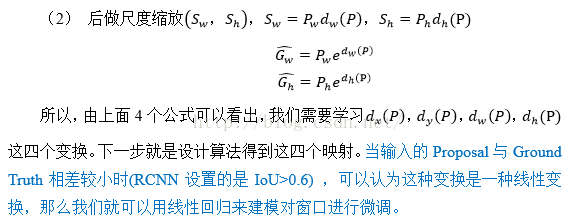 （2） 后做尺度缩放(S_w，S_h)，S_w = P_w d_w(P)，S_h = P_h d_h(P)
\widehat{G_w} = P_w e^{d_w(P)}
\widehat{G_h} = P_h e^{d_h(P)}
所以，由上面 4 个公式可以看出，我们需要学习d_x(P)，d_y(P)，d_w(P)，d_h(P)
这四个变换。下一步就是设计算法得到这四个映射。当输入的 Proposal 与 Ground
Truth 相差较小时(RCNN 设置的是 IoU>0.6) ，可以认为这种变换是一种线性变
换，那么我们就可以用线性回归来建模对窗口进行微调。